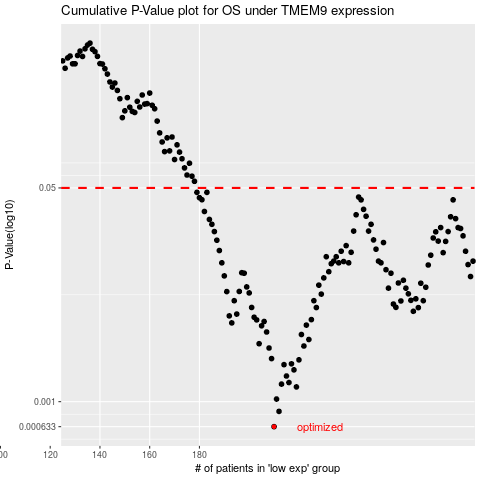 Cumulative P-Value plot for OS under TMEM9 expression
P-Value(log10)
0.05
0.001
0.000633
optimized
00 120 140 160 180
# of patients in 'low exp' group